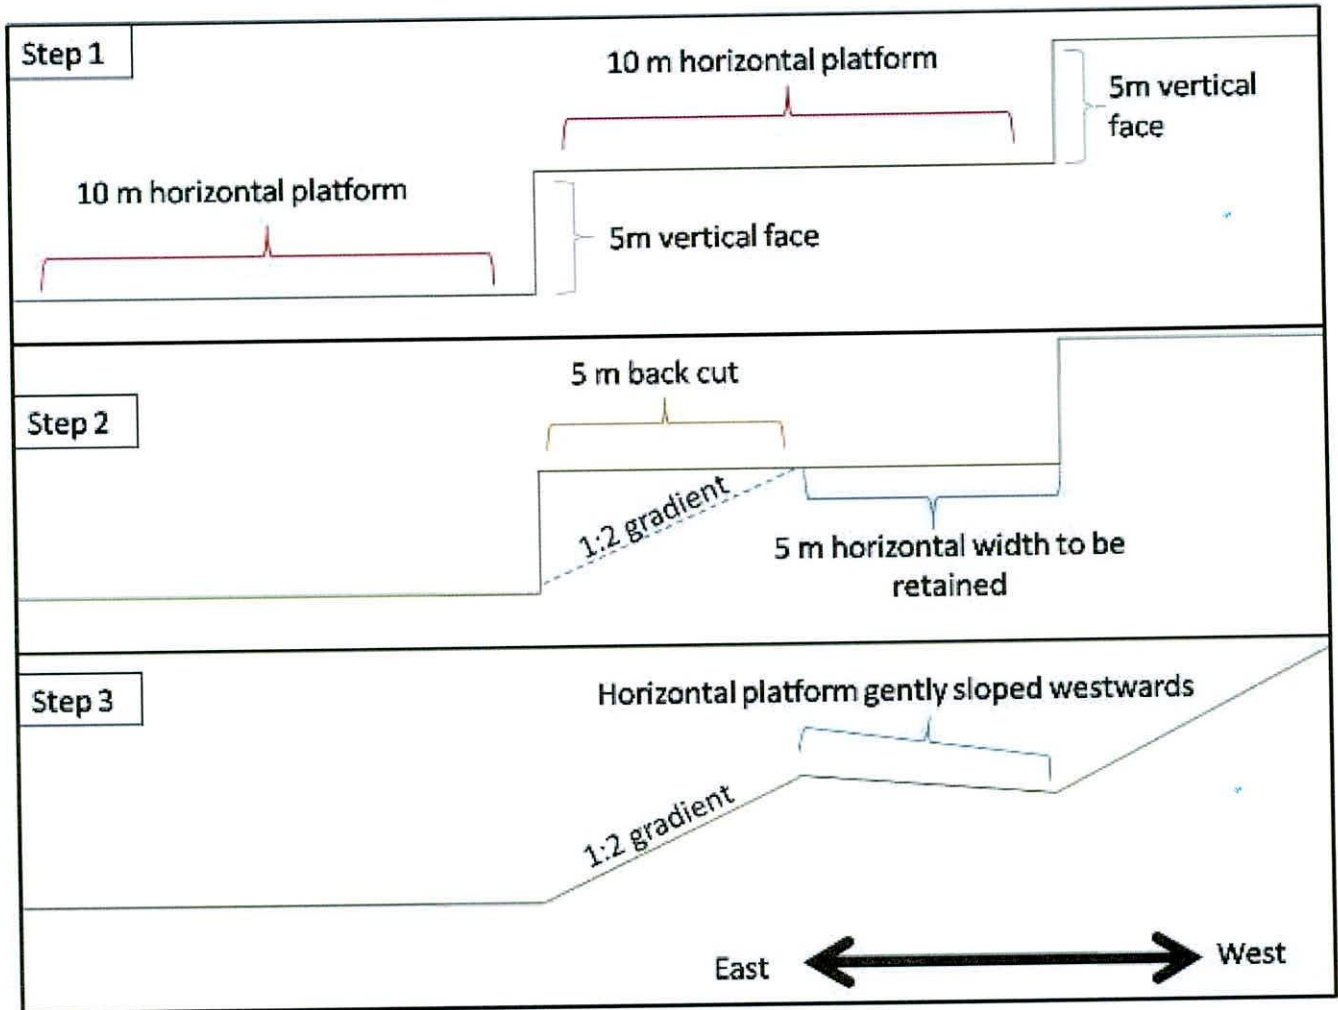 Step 1
10 m horizontal platform
5m vertical
face
10 m horizontal platform
5m vertical face
Step 2
5 m back cut
1:2 gradient
5 m horizontal width to be
retained
Step 3
Horizontal platform gently sloped westwards
1:2 gradient
East
West